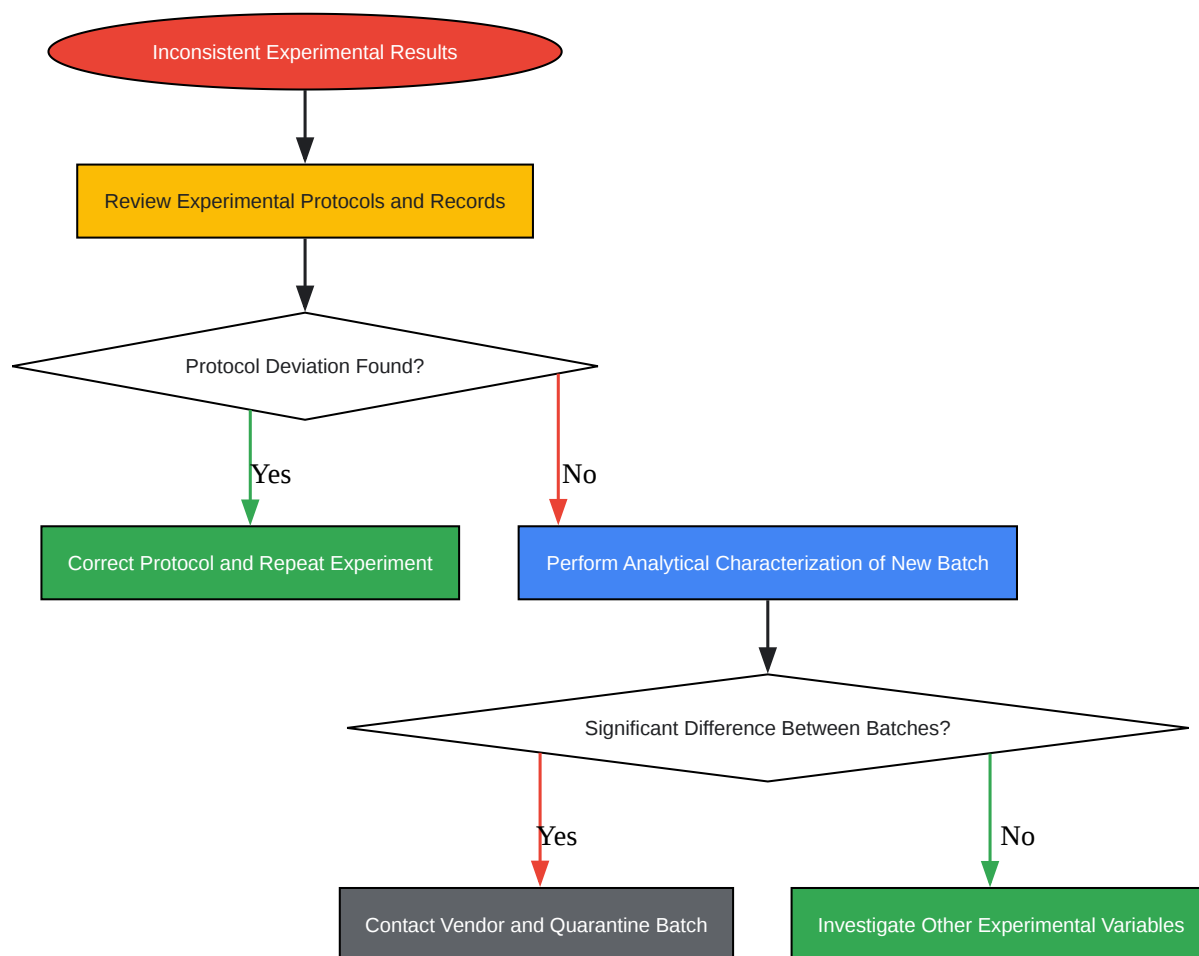 Inconsistent Experimental Results
Review Experimental Protocols and Records
Protocol Deviation Found?
Yes
No
Correct Protocol and Repeat Experiment
Perform Analytical Characterization of New Batch
Significant Difference Between Batches?
Yes
No
Contact Vendor and Quarantine Batch
Investigate Other Experimental Variables